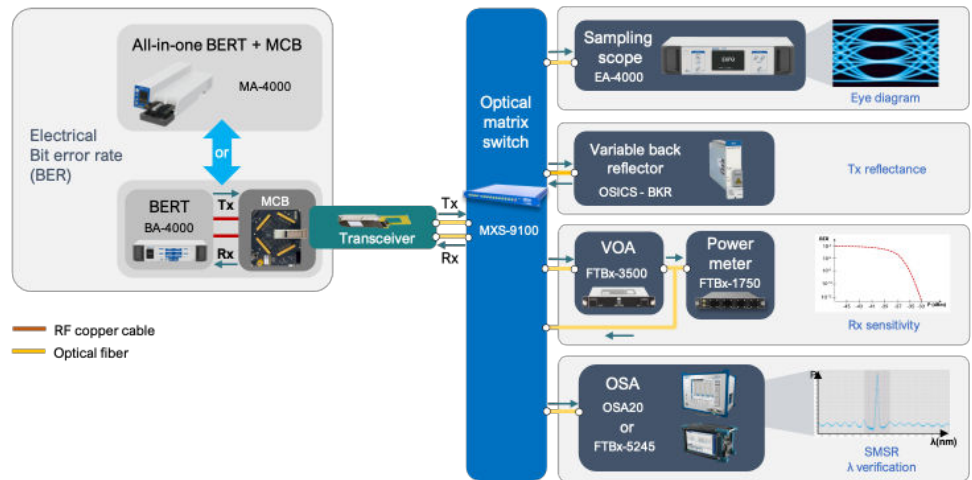 All-in-one BERT + MCB
MA-4000
Electrical
Bit error rate
(BER)
or
BERT
BA-4000
Tx
Rx
MCB
Transceiver
Tx
Rx
RF copper cable
Optical fiber
Optical
matrix
switch
MXS-9100
Sampling
scope
EA-4000
EXFO
Eye diagram
Variable back
reflector
OSICS - BKR
Tx reflectance
VOA
FTBx-3500
Power
meter
FTBx-1750
Rx sensitivity
OSA
OSA20
or
FTBx-5245
λ(nm)
SMSR
λ verification